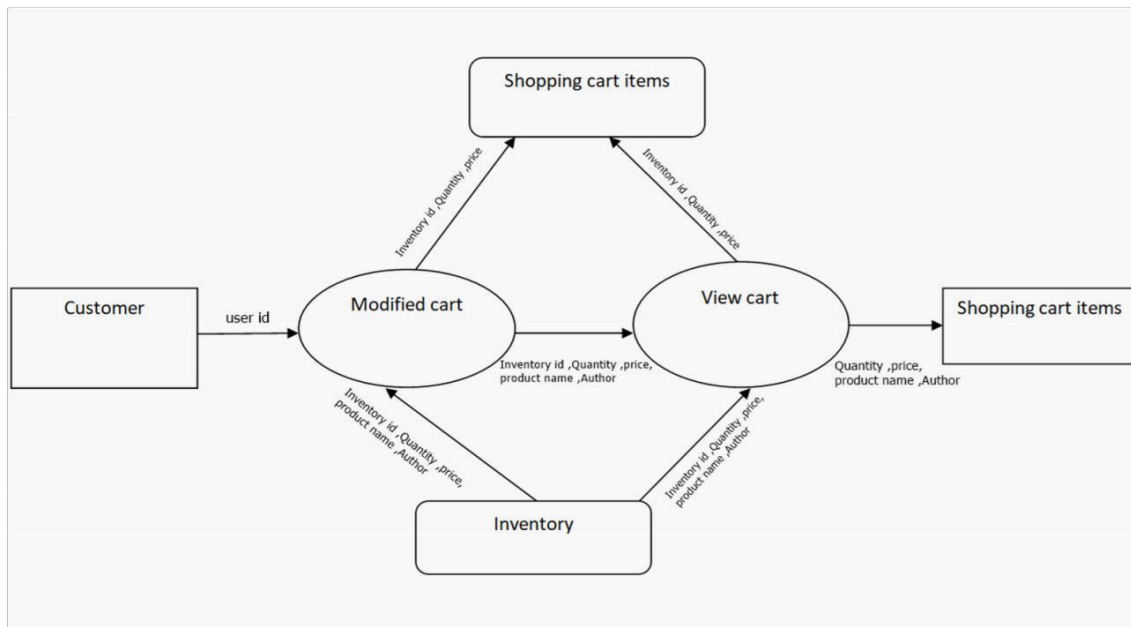 Shopping cart items
Inventory id ,Quantity ,price
Inventory id ,Quantity ,price
Customer
user id
Modified cart
Inventory id ,Quantity ,price,
product name ,Author
View cart
Quantity ,price,
product name ,Author
Shopping cart items
Inventory id ,Quantity ,price,
product name ,Author
Inventory id ,Quantity ,price,
product name ,Author
Inventory